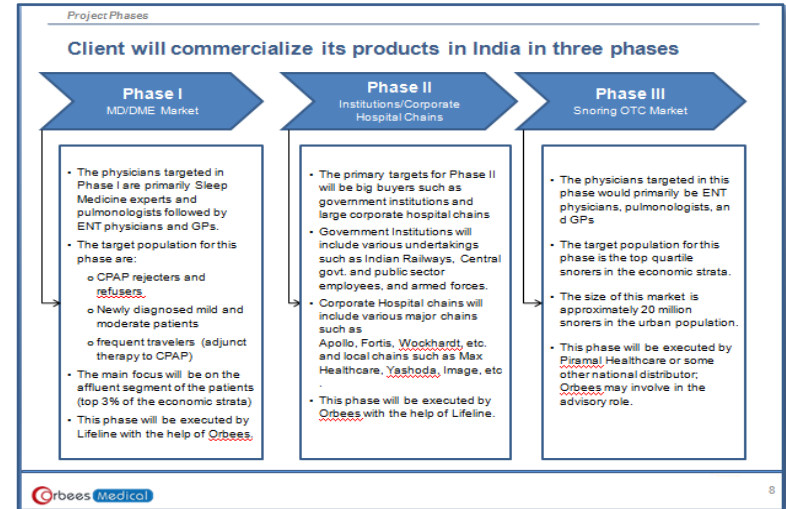 Project Phases
Client will commercialize its products in India in three phases
Phase I
MD/DME Market
Phase II
Institutions/Corporate
Hospital Chains
Phase III
Snoring OTC Market
• The physicians targeted in
Phase I are primarily Sleep
Medicine experts and
pulmonologists followed by
ENT physicians and GPs.
• The target population for this
phase are:
o CPAP rejecters and
refusers
o Newly diagnosed mild and
moderate patients
o frequent travelers (adjunct
therapy to CPAP)
• The main focus will be on the
affluent segment of the patients
(top 3% of the economic strata)
• This phase will be executed by
Lifeline with the help of Orbees.
• The primary targets for Phase II
will be big buyers such as
government institutions and
large corporate hospital chains
• Government Institutions will
include various undertakings
such as Indian Railways, Central
govt. and public sector
employees, and armed forces.
• Corporate Hospital chains will
include various major chains
such as
Apollo, Fortis, Wockhardt, etc.
and local chains such as Max
Healthcare, Yashoda, Image, etc
.
• This phase will be executed by
Orbees with the help of Lifeline.
• The physicians targeted in this
phase would primarily be ENT
physicians, pulmonologists, an
d GPs
• The target population for this
phase is the top quartile
snorers in the economic strata.
• The size of this market is
approximately 20 million
snorers in the urban population.
• This phase will be executed by
Piramal Healthcare or some
other national distributor;
Orbees may involve in the
advisory role.
Orbees Medical
8